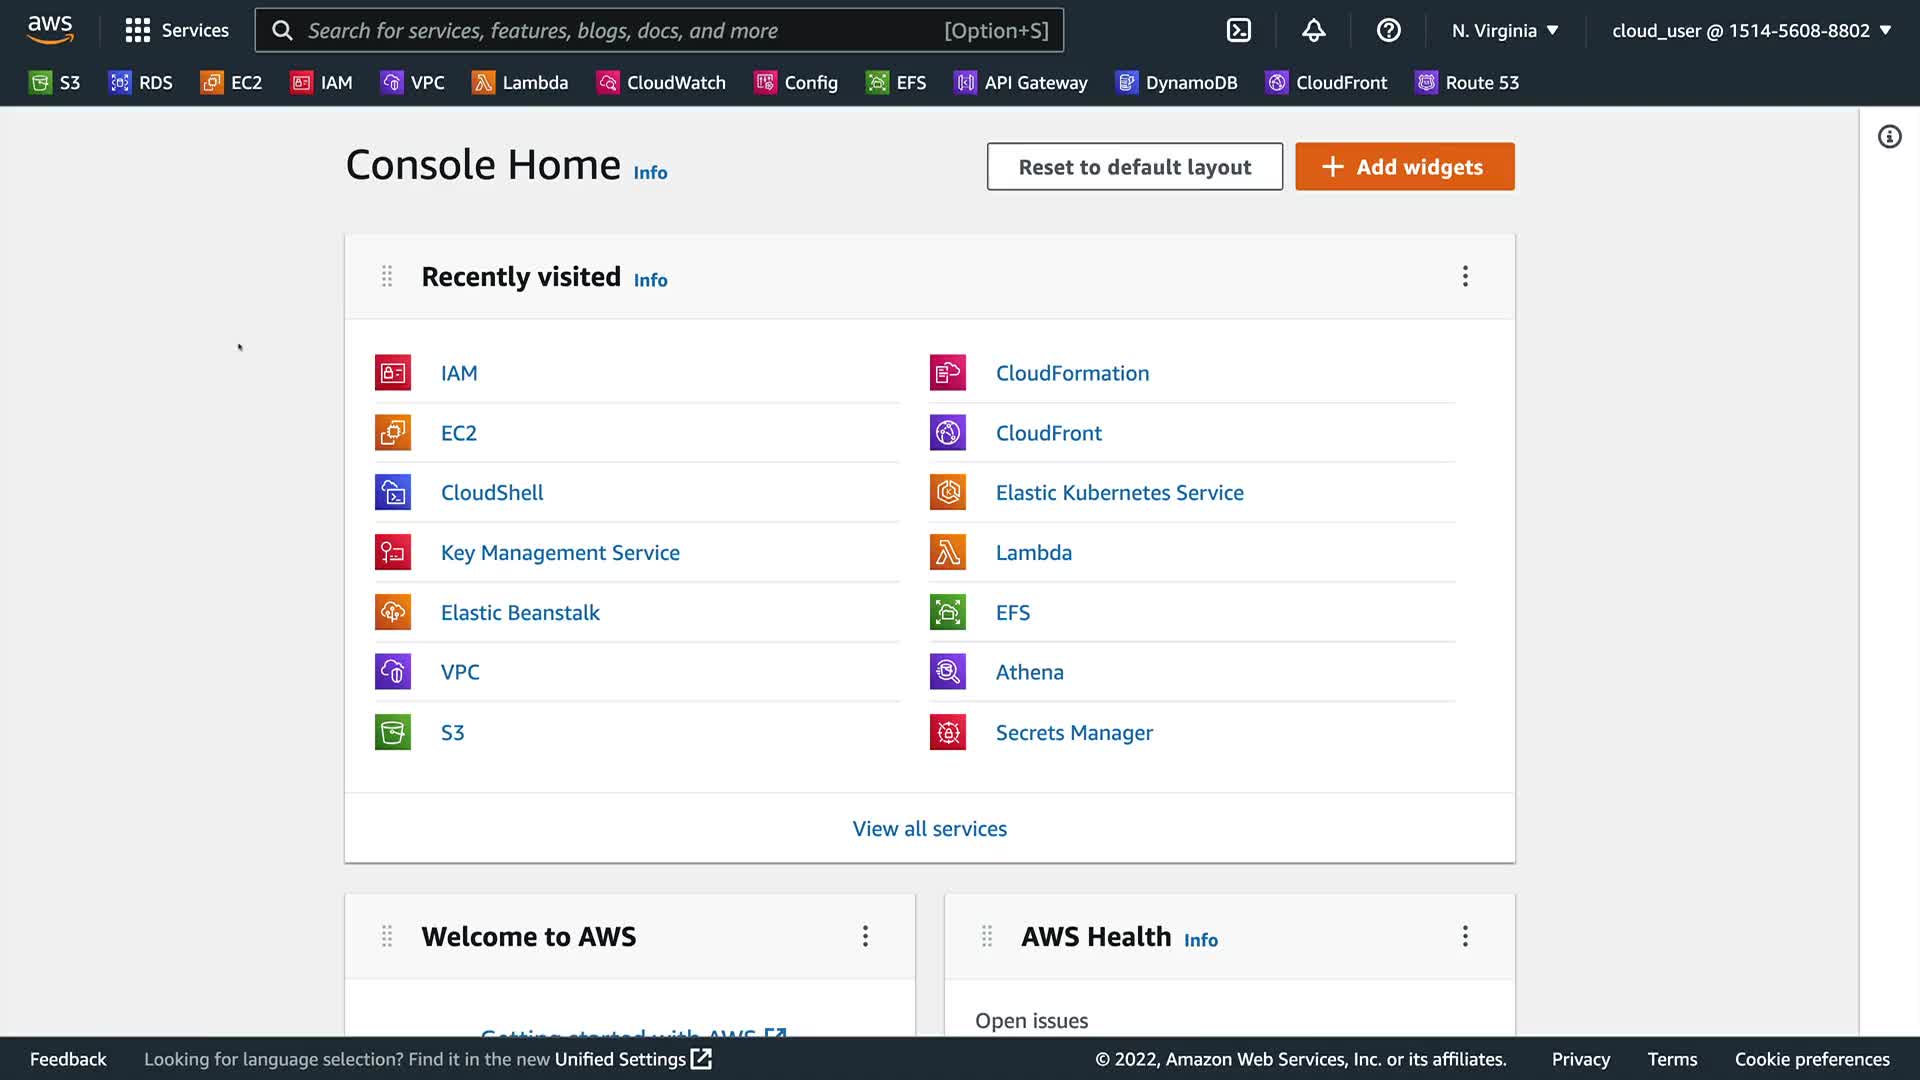 aws Services Search for services, features, blogs, docs, and more [Option+S] N. Virginia ▼ cloud_user @ 1514-5608-8802 ▼
S3 RDS EC2 IAM VPC Lambda CloudWatch Config EFS API Gateway DynamoDB CloudFront Route 53
Console Home Info Reset to default layout + Add widgets
Recently visited Info
IAM CloudFormation
EC2 CloudFront
CloudShell Elastic Kubernetes Service
Key Management Service Lambda
Elastic Beanstalk EFS
VPC Athena
S3 Secrets Manager
View all services
Welcome to AWS AWS Health Info
Getting started with AWS
Open issues
Feedback Looking for language selection? Find it in the new Unified Settings © 2022, Amazon Web Services, Inc. or its affiliates. Privacy Terms Cookie preferences